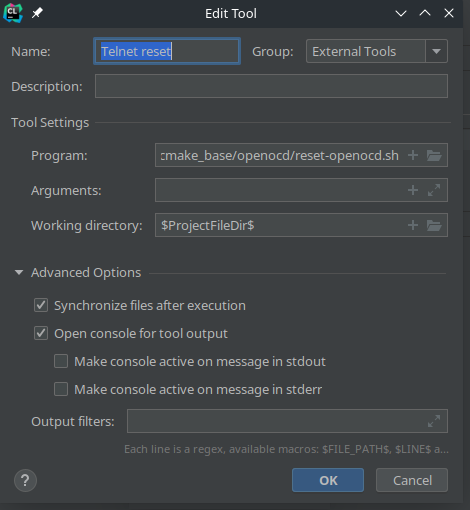 CL
Edit Tool
Name: Telnet reset Group: External Tools
Description:
Tool Settings
Program: cmake_base/openocd/reset-openocd.sh
Arguments:
Working directory: $ProjectFileDir$
Advanced Options
Synchronize files after execution
Open console for tool output
Make console active on message in stdout
Make console active on message in stderr
Output filters:
Each line is a regex, available macros: $FILE_PATH$, $LINE$ a...
? OK Cancel